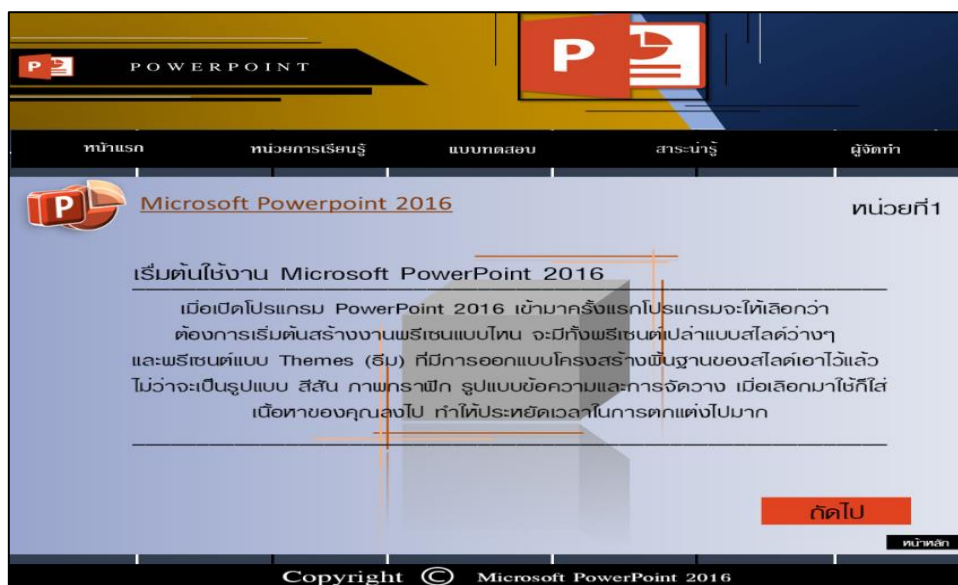 P POWERPOINT
P
หน้าแรก หน่วยการเรียนรู้ แบบทดสอบ สาระน่ารู้ ผู้จัดทำ
P Microsoft Powerpoint 2016 หน่วยที่1
เริ่มต้นใช้งาน Microsoft PowerPoint 2016
เมื่อเปิดโปรแกรม PowerPoint 2016 เข้ามาครั้งแรกโปรแกรมจะให้เลือกว่า
ต้องการเริ่มต้นสร้างงานพรีเซนแบบไหน จะมีทั้งพรีเซนต์เปล่าแบบสไลด์ว่างๆ
และพรีเซนต์แบบ Themes (ธีม) ที่มีการออกแบบโครงสร้างพื้นฐานของสไลด์เอาไว้แล้ว
ไม่ว่าจะเป็นรูปแบบ สีสัน ภาพกราฟิก รูปแบบข้อความและการจัดวาง เมื่อเลือกมาใช้ก็ใส่
เนื้อหาของคุณลงไป ทำให้ประหยัดเวลาในการตกแต่งไปมาก
ถัดไป
หน้าหลัก
Copyright © Microsoft PowerPoint 2016